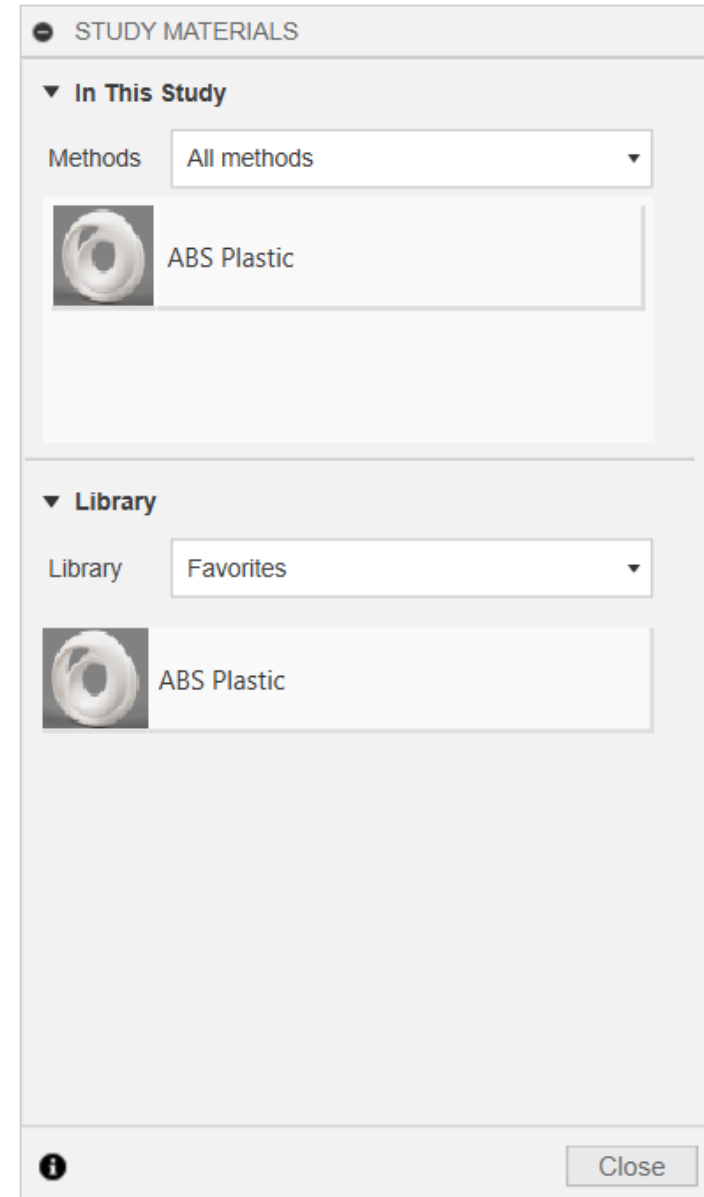 STUDY MATERIALS
In This Study
Methods All methods
ABS Plastic
Library
Library Favorites
ABS Plastic
Close